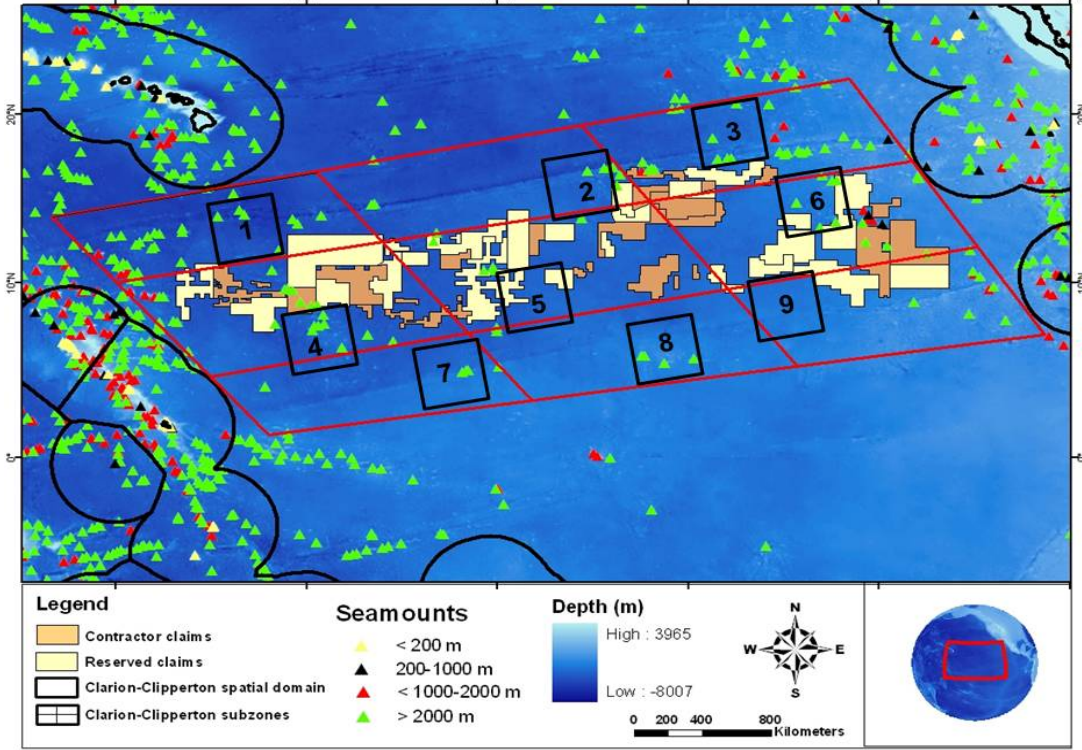 20°N
10°N
0°
1
2
3
4
5
6
7
8
9
Legend
Contractor claims
Reserved claims
Clarion-Clipperton spatial domain
Clarion-Clipperton subzones
Seamounts
< 200 m
200-1000 m
< 1000-2000 m
> 2000 m
Depth (m)
High : 3965
Low : -8007
N
W E
S
0 200 400 800
Kilometers